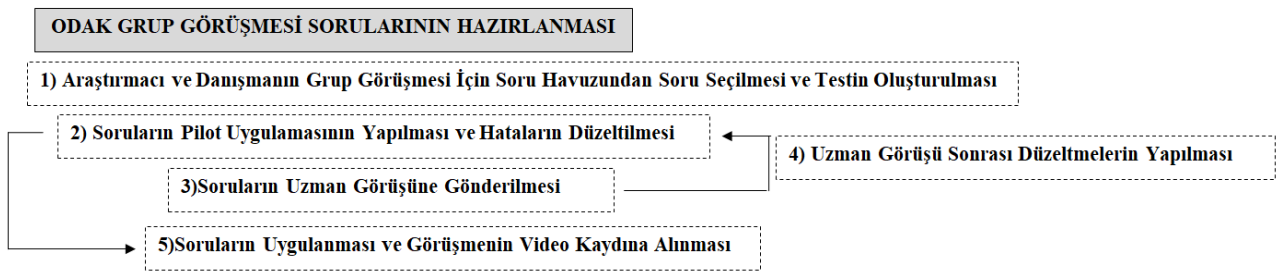 ODAK GRUP GÖRÜŞMESİ SORULARININ HAZIRLANMASI
1) Araştırmacı ve Danışmanın Grup Görüşmesi İçin Soru Havuzundan Soru Seçilmesi ve Testin Oluşturulması
2) Soruların Pilot Uygulamasının Yapılması ve Hataların Düzeltilmesi
4) Uzman Görüşü Sonrası Düzeltmelerin Yapılması
3)Soruların Uzman Görüşüne Gönderilmesi
5)Soruların Uygulanması ve Görüşmenin Video Kaydına Alınması